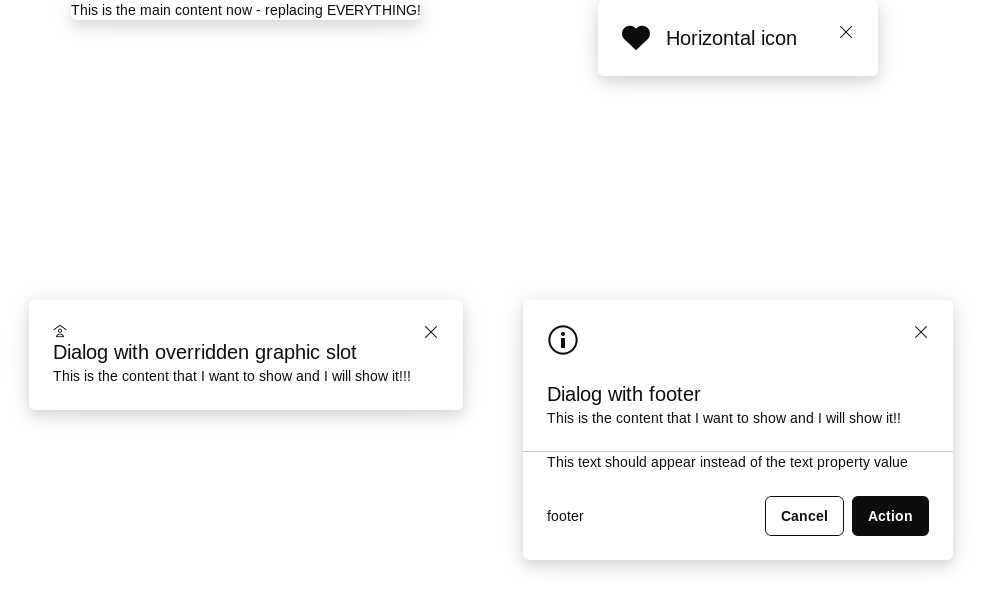 This is the main content now - replacing EVERYTHING!
Horizontal icon
Dialog with overridden graphic slot
This is the content that I want to show and I will show it!!!
Dialog with footer
This is the content that I want to show and I will show it!!
This text should appear instead of the text property value
footer
Cancel
Action